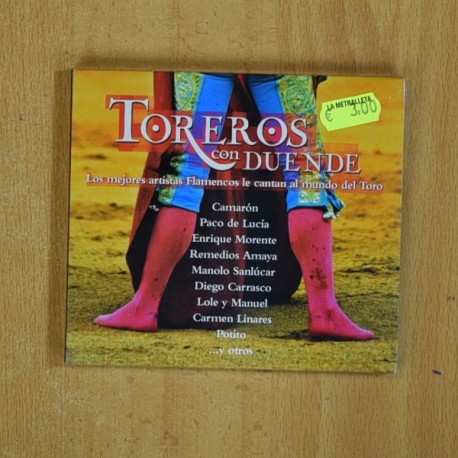 LA METRALLETA
€ 3,00
TOREROS
con DUENDE
Los mejores artistas Flamencos le cantan al mundo del Toro
Camarón
Paco de Lucía
Enrique Morente
Remedios Amaya
Manolo Sanlúcar
Diego Carrasco
Lole y Manuel
Carmen Linares
Potito
...y otros